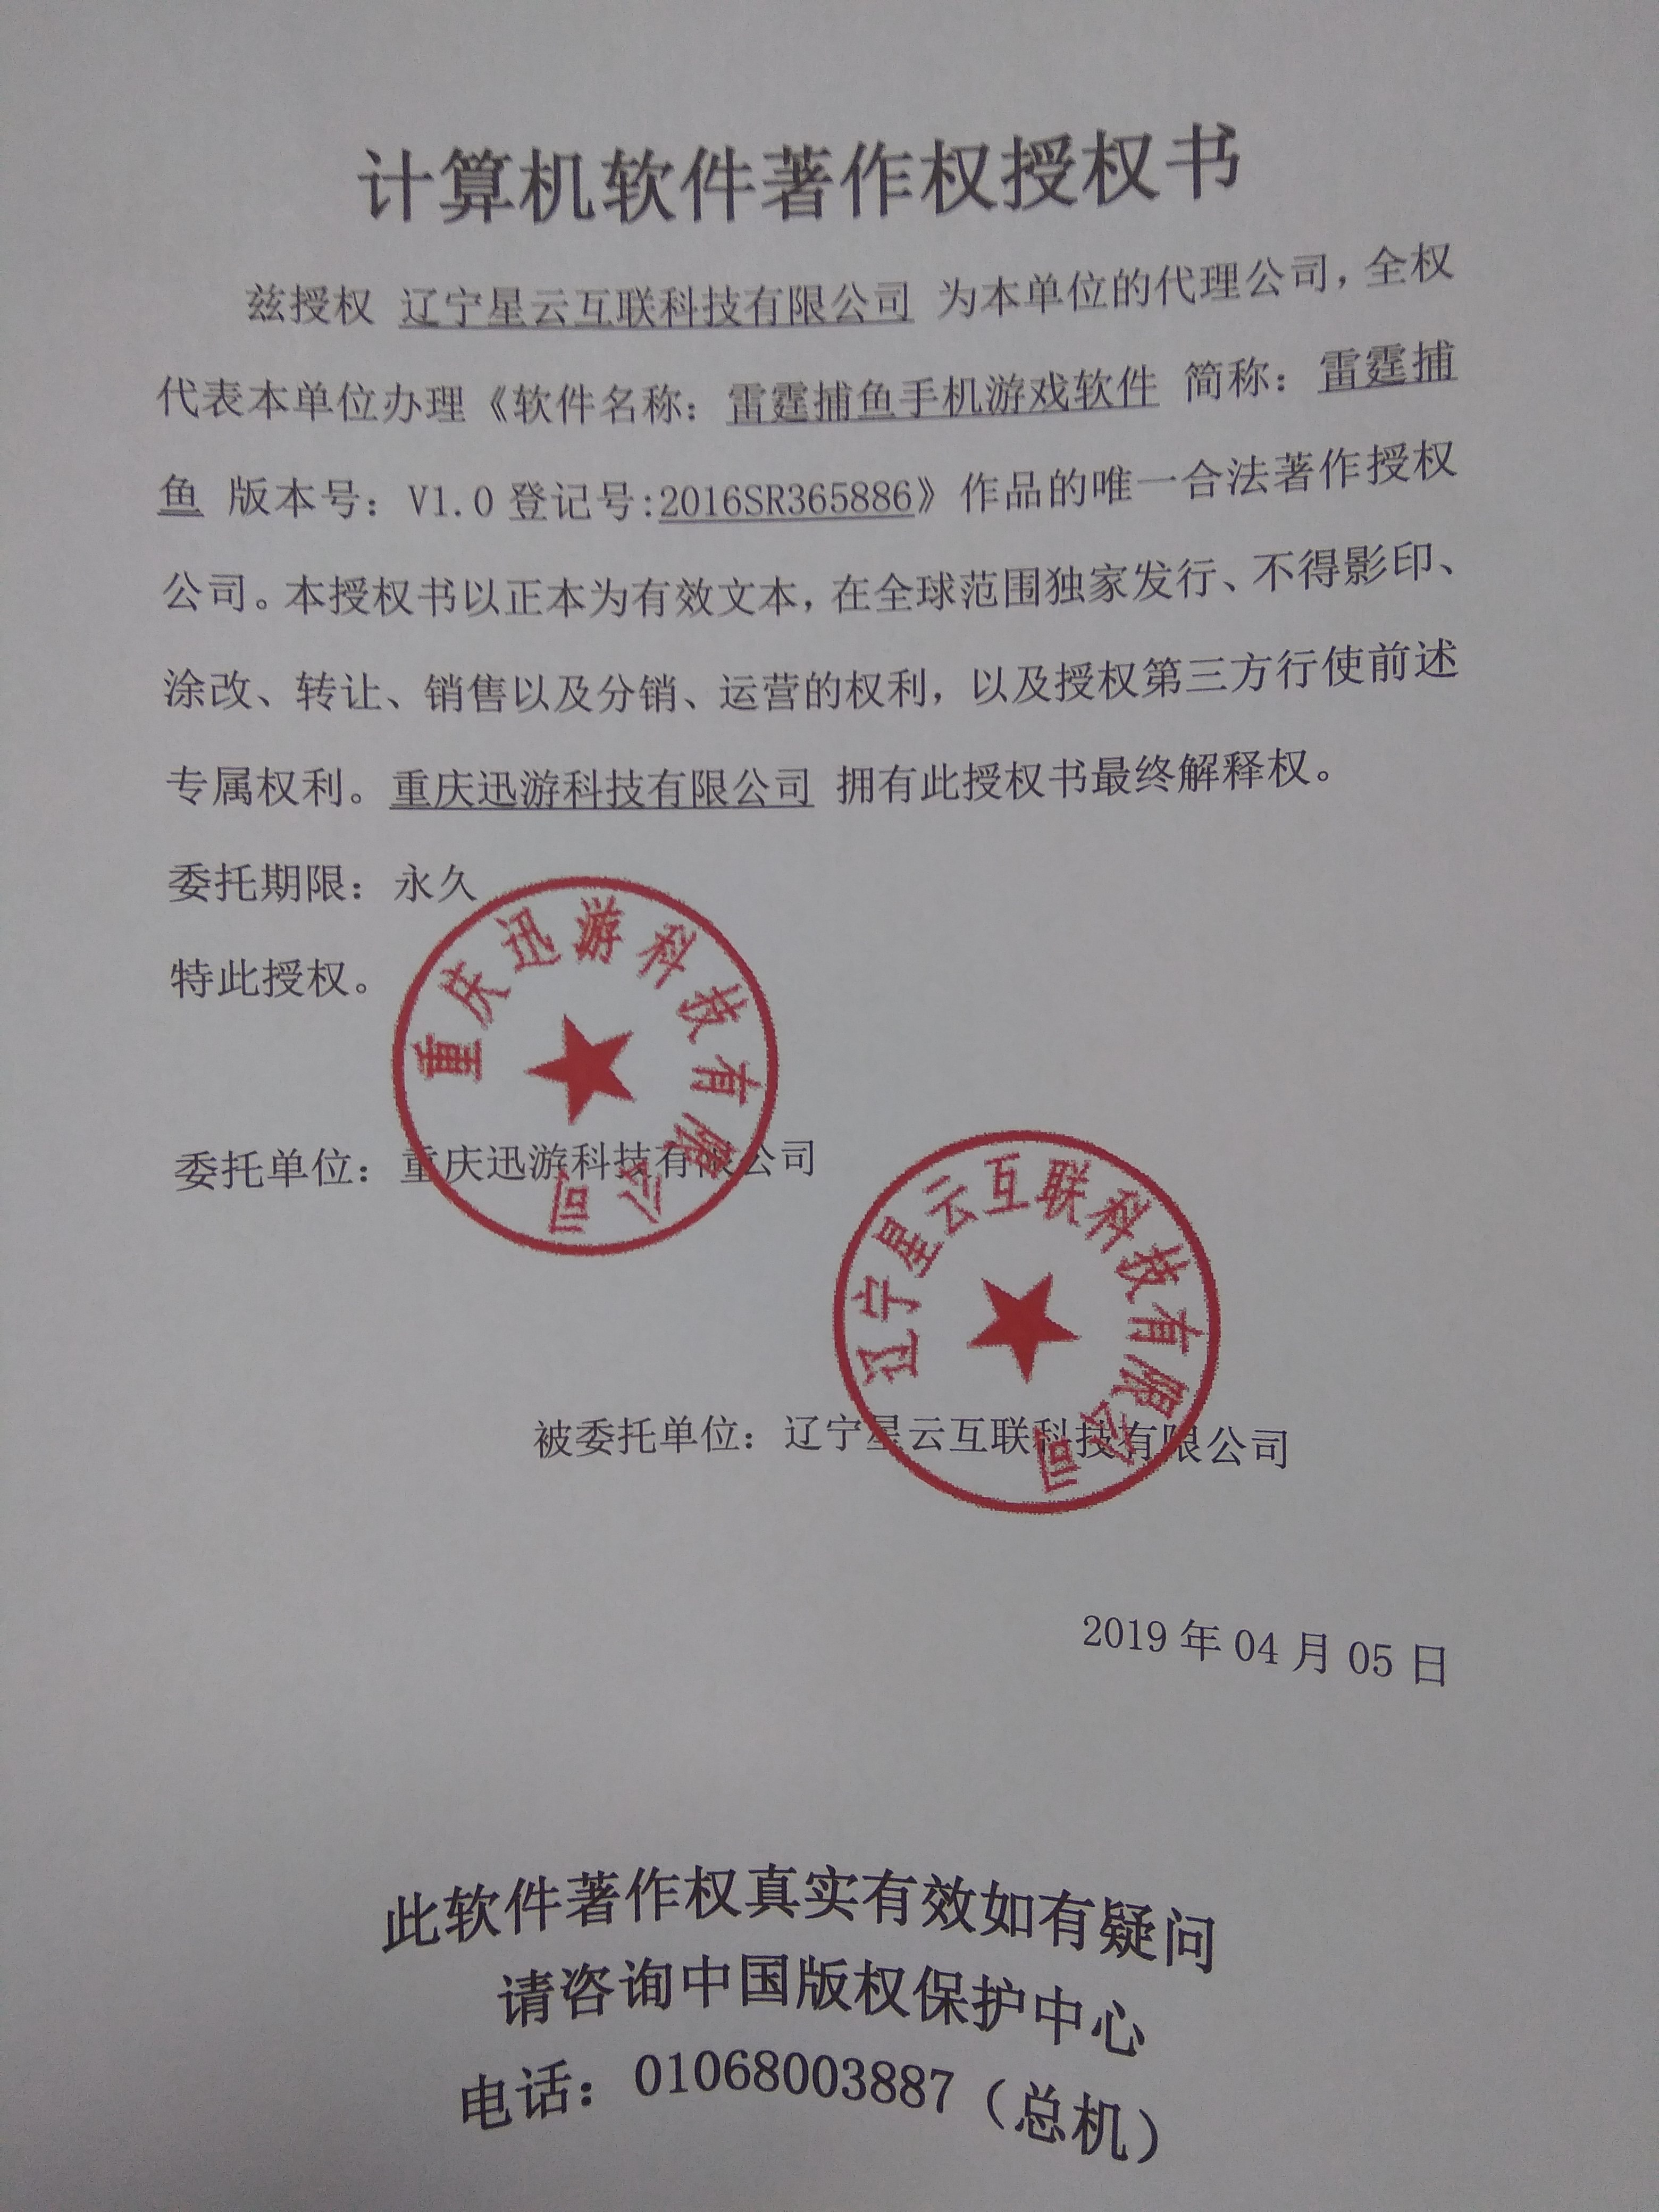 计算机软件著作权授权书
兹授权 辽宁星云互联科技有限公司 为本单位的代理公司，全权
代表本单位办理《软件名称：雷霆捕鱼手机游戏软件 简称：雷霆捕
鱼 版本号：V1.0 登记号:2016SR365886》作品的唯一合法著作授权
公司。本授权书以正本为有效文本，在全球范围独家发行、不得影印、
涂改、转让、销售以及分销、运营的权利，以及授权第三方行使前述
专属权利。重庆迅游科技有限公司 拥有此授权书最终解释权。
委托期限：永久
特此授权。
重庆迅游科技有限公司
委托单位：重庆迅游科技有限公司
辽宁星云互联科技有限公司
被委托单位：辽宁星云互联科技有限公司
2019 年 04 月 05 日
此软件著作权真实有效如有疑问
请咨询中国版权保护中心
电话：01068003887（总机）